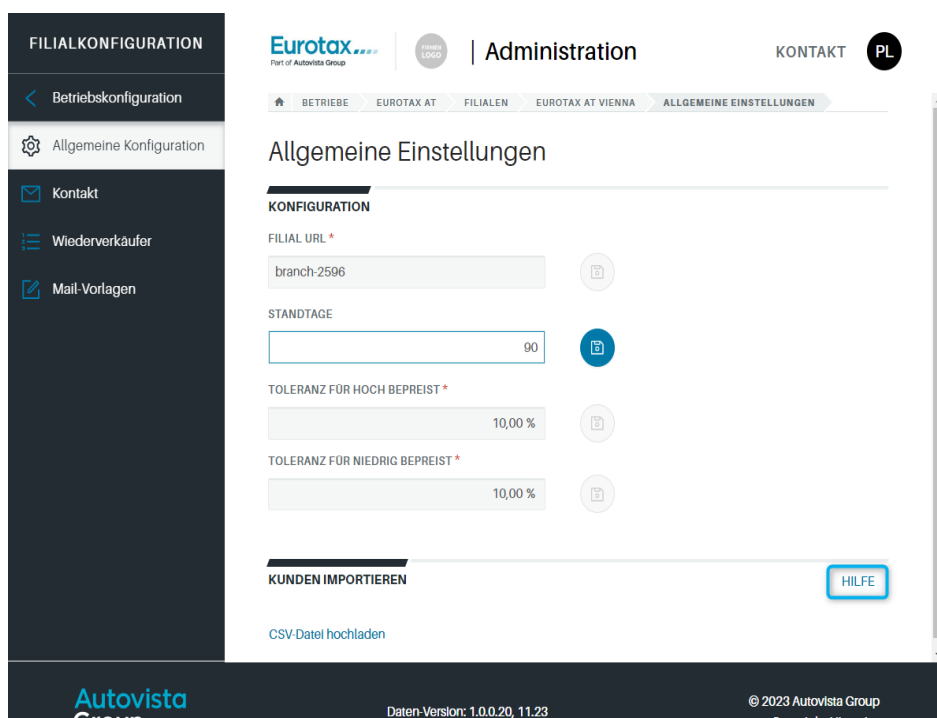 FILIALKONFIGURATION
Betriebskonfiguration
Allgemeine Konfiguration
Kontakt
Wiederverkäufer
Mail-Vorlagen
Eurotax....
Part of Autovista Group
FIRMEN
LOGO
| Administration
KONTAKT
PL
BETRIEBE EUROTAX AT FILIALEN EUROTAX AT VIENNA ALLGEMEINE EINSTELLUNGEN
Allgemeine Einstellungen
KONFIGURATION
FILIAL URL *
branch-2596
STANDTAGE
90
TOLERANZ FÜR HOCH BEPREIST *
10,00 %
TOLERANZ FÜR NIEDRIG BEPREIST *
10,00 %
KUNDEN IMPORTIEREN
HILFE
CSV-Datei hochladen
Autovista
Group
Daten-Version: 1.0.0.20, 11.23
© 2023 Autovista Group